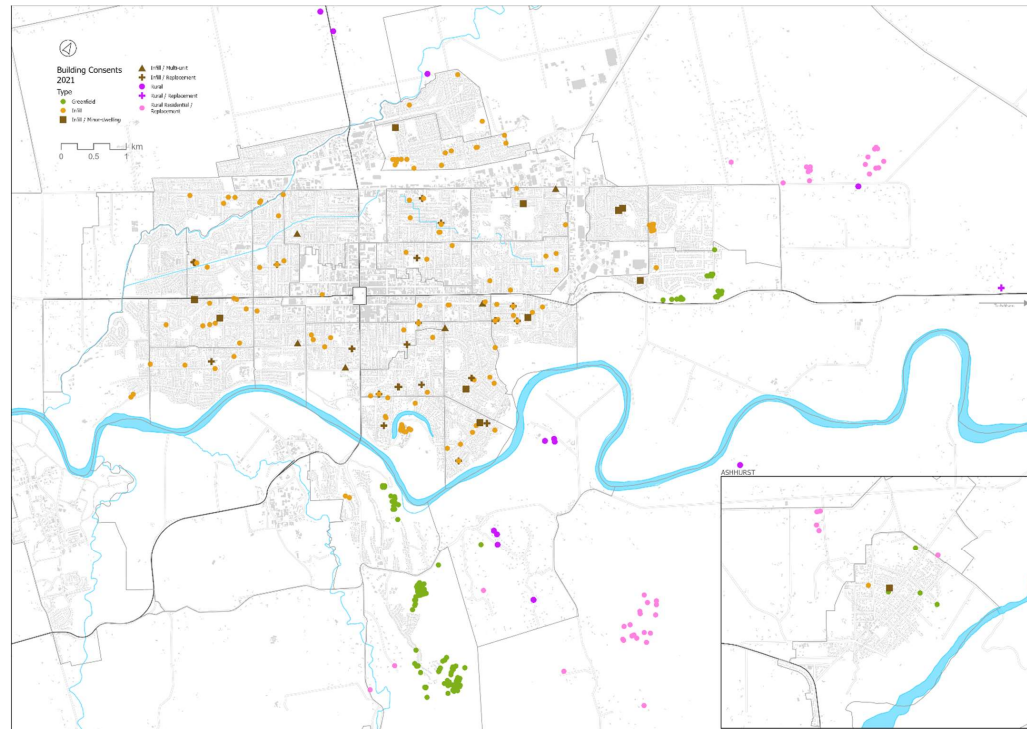 Building Consents
2021
Type
Greenfield
Infill
Infill / Minor-dwelling
Infill / Multi-unit
Infill / Replacement
Rural
Rural / Replacement
Rural Residential /
Replacement
0 0.5 1 km
ASHHURST